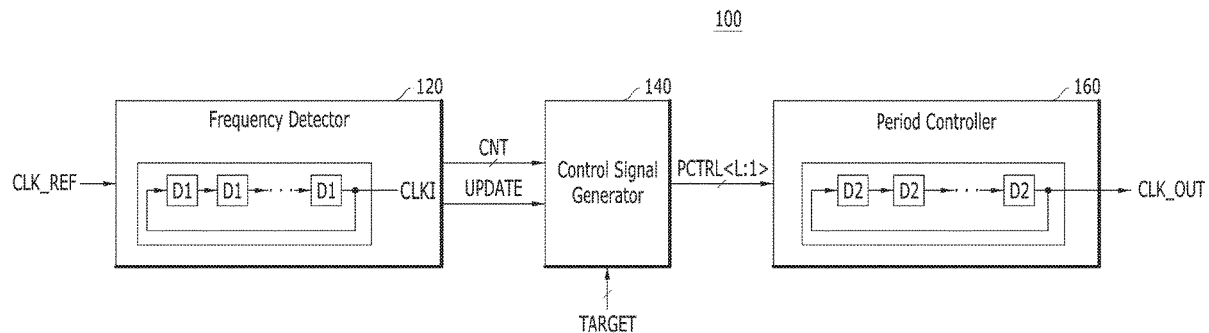 100
120
140
160
Frequency Detector
Period Controller
CLK_REF
D1 D1 D1
CLKI
CNT
UPDATE
Control Signal
Generator
PCTRL<L:1>
D2 D2 D2
CLK_OUT
TARGET